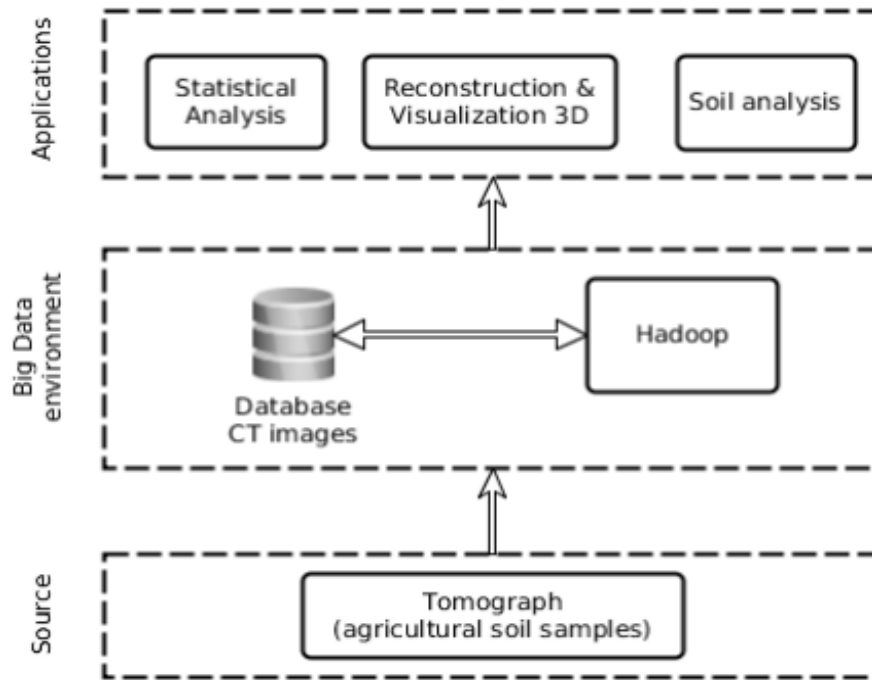 Applications
Statistical
Analysis
Reconstruction &
Visualization 3D
Soil analysis
Big Data
environment
Database
CT images
Hadoop
Source
Tomograph
(agricultural soil samples)